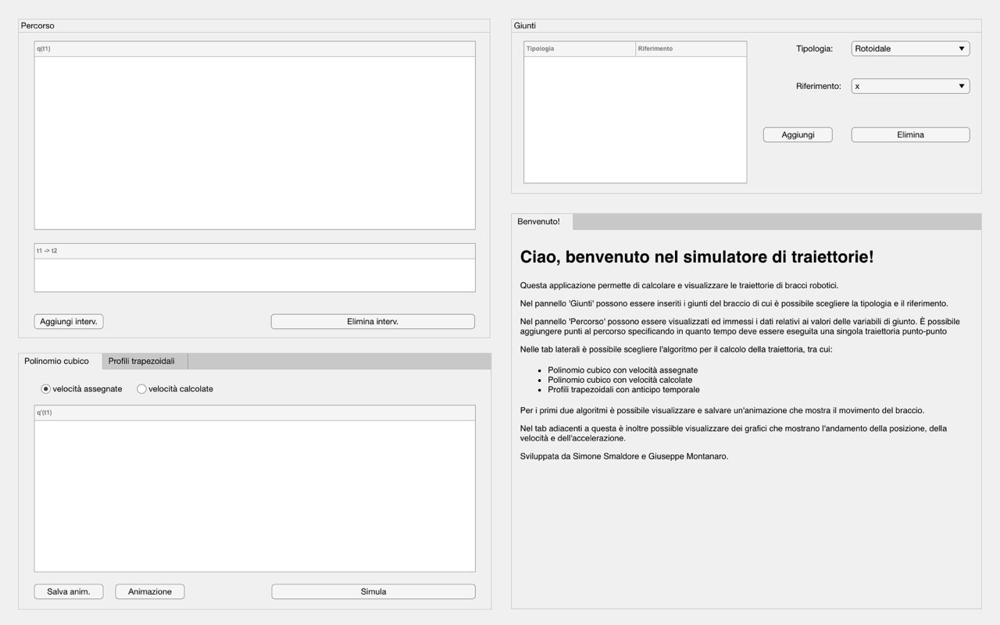 Percorso
q(t1)
t1 -> t2
Aggiungi interv.
Elimina interv.
Polinomio cubico
Profili trapezoidali
velocità assegnate
velocità calcolate
q'(t1)
Salva anim.
Animazione
Simula
Giunti
Tipologia
Riferimento
Tipologia:
Rotoidale
Riferimento:
x
Aggiungi
Elimina
Benvenuto!
Ciao, benvenuto nel simulatore di traiettorie!
Questa applicazione permette di calcolare e visualizzare le traiettorie di bracci robotici.
Nel pannello 'Giunti' possono essere inseriti i giunti del braccio di cui è possibile scegliere la tipologia e il riferimento.
Nel pannello 'Percorso' possono essere visualizzati ed immessi i dati relativi ai valori delle variabili di giunto. È possibile
aggiungere punti al percorso specificando in quanto tempo deve essere eseguita una singola traiettoria punto-punto
Nelle tab laterali è possibile scegliere l'algoritmo per il calcolo della traiettoria, tra cui:
• Polinomio cubico con velocità assegnate
• Polinomio cubico con velocità calcolate
• Profili trapezoidali con anticipo temporale
Per i primi due algoritmi è possibile visualizzare e salvare un'animazione che mostra il movimento del braccio.
Nel tab adiacenti a questa è inoltre possiible visualizzare dei grafici che mostrano l'andamento della posizione, della
velocità e dell'accelerazione.
Sviluppata da Simone Smaldore e Giuseppe Montanaro.